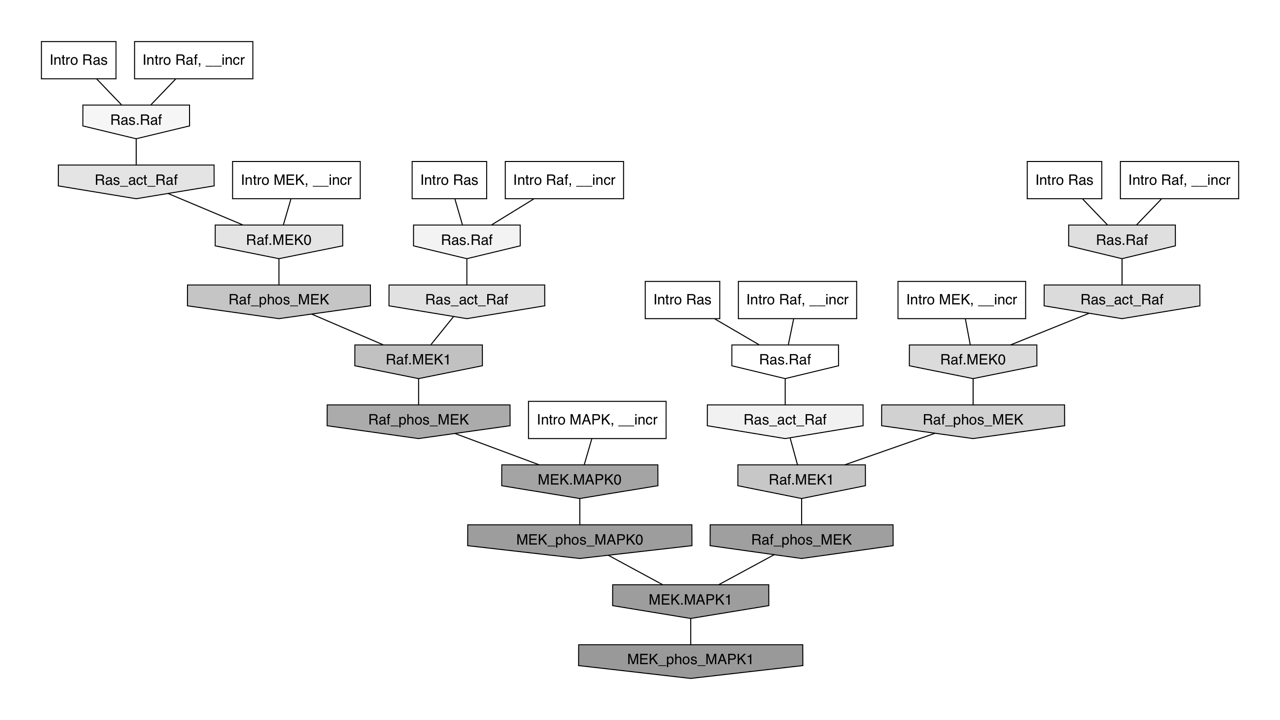 Intro Ras
Intro Raf, __incr
Ras.Raf
Ras_act_Raf
Intro MEK, __incr
Intro Ras
Intro Raf, __incr
Intro Ras
Intro Raf, __incr
Raf.MEK0
Ras.Raf
Ras.Raf
Raf_phos_MEK
Ras_act_Raf
Intro Ras
Intro Raf, __incr
Intro MEK, __incr
Ras_act_Raf
Raf.MEK1
Ras.Raf
Raf.MEK0
Raf_phos_MEK
Intro MAPK, __incr
Ras_act_Raf
Raf_phos_MEK
MEK.MAPK0
Raf.MEK1
MEK_phos_MAPK0
Raf_phos_MEK
MEK.MAPK1
MEK_phos_MAPK1